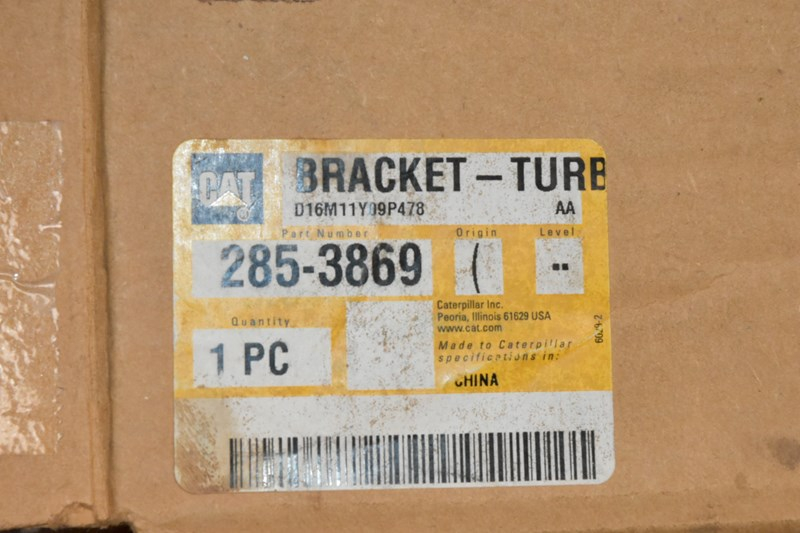 CAT
BRACKET-TURB
D16M11Y09P478 AA
Part Number Origin Level
285-3869 ( --
Caterpillar Inc.
Peoria, Illinois 61629 USA
www.cat.com
Quantity
1 PC
Made to Caterpillar
specifications in:
CHINA